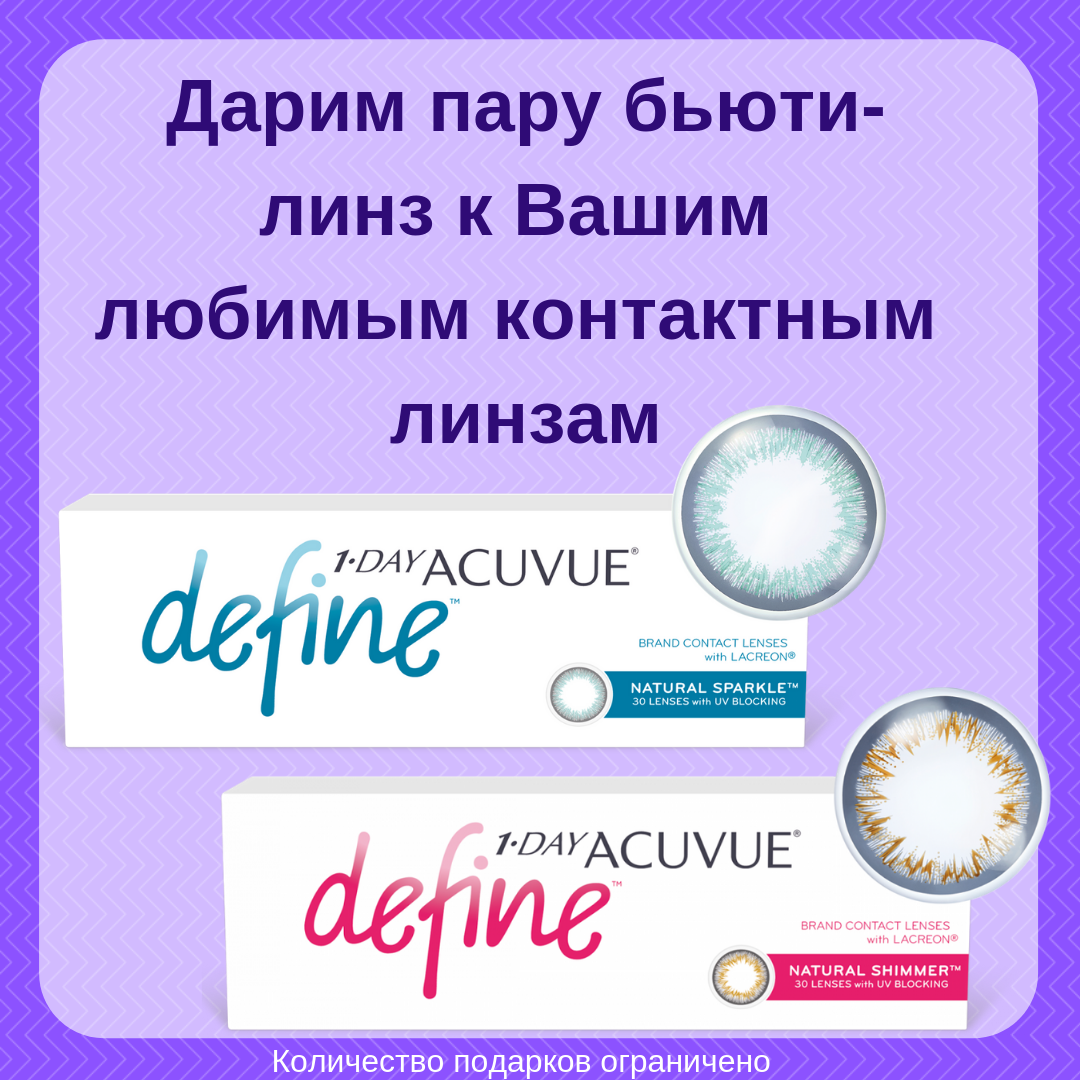 Дарим пару бьюти-
линз к Вашим
любимым контактным
линзам
1·DAY ACUVUE®
define™
BRAND CONTACT LENSES
with LACREON®
NATURAL SPARKLE™
30 LENSES with UV BLOCKING
1·DAY ACUVUE®
define™
BRAND CONTACT LENSES
with LACREON®
NATURAL SHIMMER™
30 LENSES with UV BLOCKING
Количество подарков ограничено